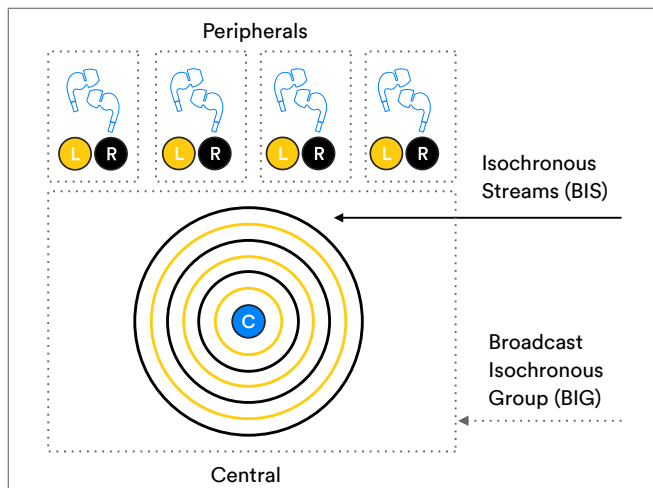 Peripherals
L R L R L R L R
Isochronous
Streams (BIS)
C
Broadcast
Isochronous
Group (BIG)
Central